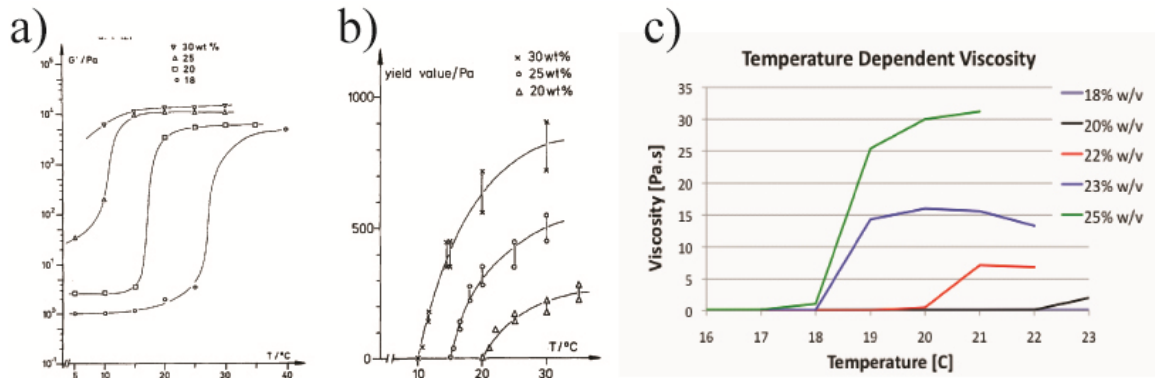 a)
G' / Pa
30 wt %
25
20
18
10⁵
10⁴
10³
10²
10¹
10⁰
10⁻¹
5 10 20 30 40
T / °C
b)
yield value/Pa
30 wt%
25 wt%
20 wt%
1000
500
0
10 20 30
T/°C
c)
Temperature Dependent Viscosity
Viscosity [Pa.s]
35
30
25
20
15
10
5
0
16 17 18 19 20 21 22 23
Temperature [C]
18% w/v
20% w/v
22% w/v
23% w/v
25% w/v